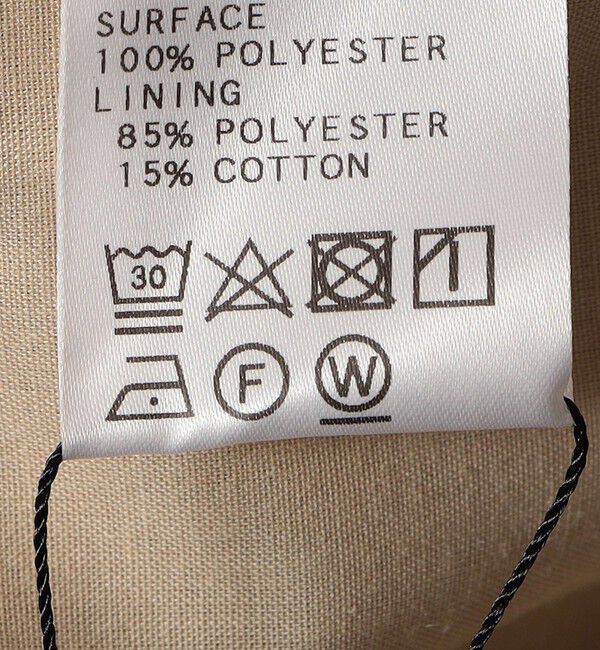 SURFACE
100% POLYESTER
LINING
85% POLYESTER
15% COTTON
30
F W